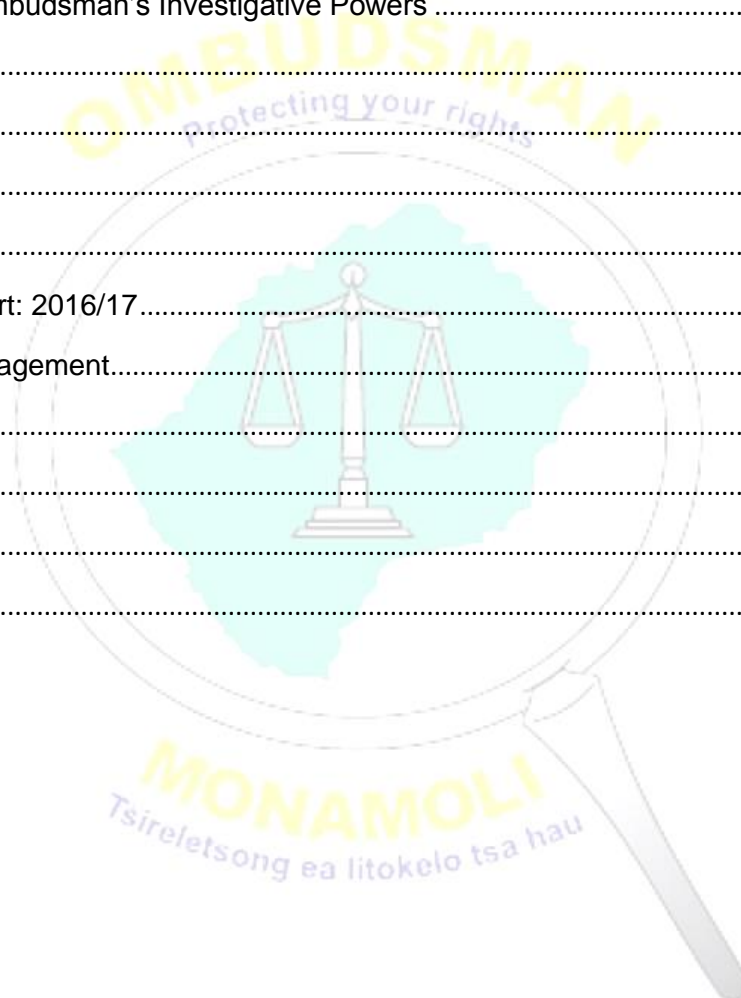 mbudsman's Investigative Powers ........................................
OMBUDSMAN
Protecting your rights
........................................................................................
........................................................................................
........................................................................................
........................................................................................
rt: 2016/17........................................................................
agement............................................................................
........................................................................................
........................................................................................
........................................................................................
........................................................................................
MONAMOLI
Tsireletsong ea litokelo tsa hau